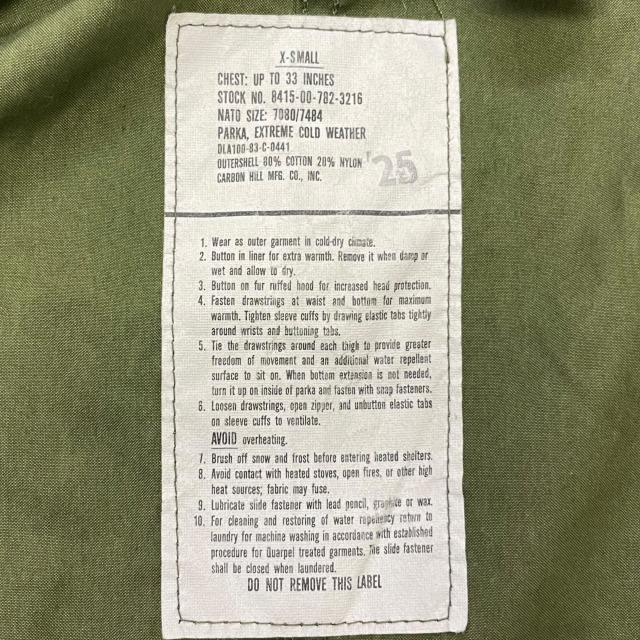 X-SMALL
CHEST: UP TO 33 INCHES
STOCK NO. 8415-00-782-3216
NATO SIZE: 7080/7484
PARKA, EXTREME COLD WEATHER
DLA100-83-C-0441
OUTERSHELL 80% COTTON 20% NYLON
CARBON HILL MFG. CO., INC.
'25
1. Wear as outer garment in cold-dry climate.
2. Button in liner for extra warmth. Remove it when damp or
wet and allow to dry.
3. Button on fur ruffed hood for increased head protection.
4. Fasten drawstrings at waist and bottom for maximum
warmth. Tighten sleeve cuffs by drawing elastic tabs tightly
around wrists and buttoning tabs.
5. Tie the drawstrings around each thigh to provide greater
freedom of movement and an additional water repellent
surface to sit on. When bottom extension is not needed,
turn it up on inside of parka and fasten with snap fasteners.
6. Loosen drawstrings, open zipper, and unbutton elastic tabs
on sleeve cuffs to ventilate.
AVOID overheating.
7. Brush off snow and frost before entering heated shelters.
8. Avoid contact with heated stoves, open fires, or other high
heat sources; fabric may fuse.
9. Lubricate slide fastener with lead pencil, graphite or wax.
10. For cleaning and restoring of water repellency return to
laundry for machine washing in accordance with established
procedure for Quarpel treated garments. The slide fastener
shall be closed when laundered.
DO NOT REMOVE THIS LABEL